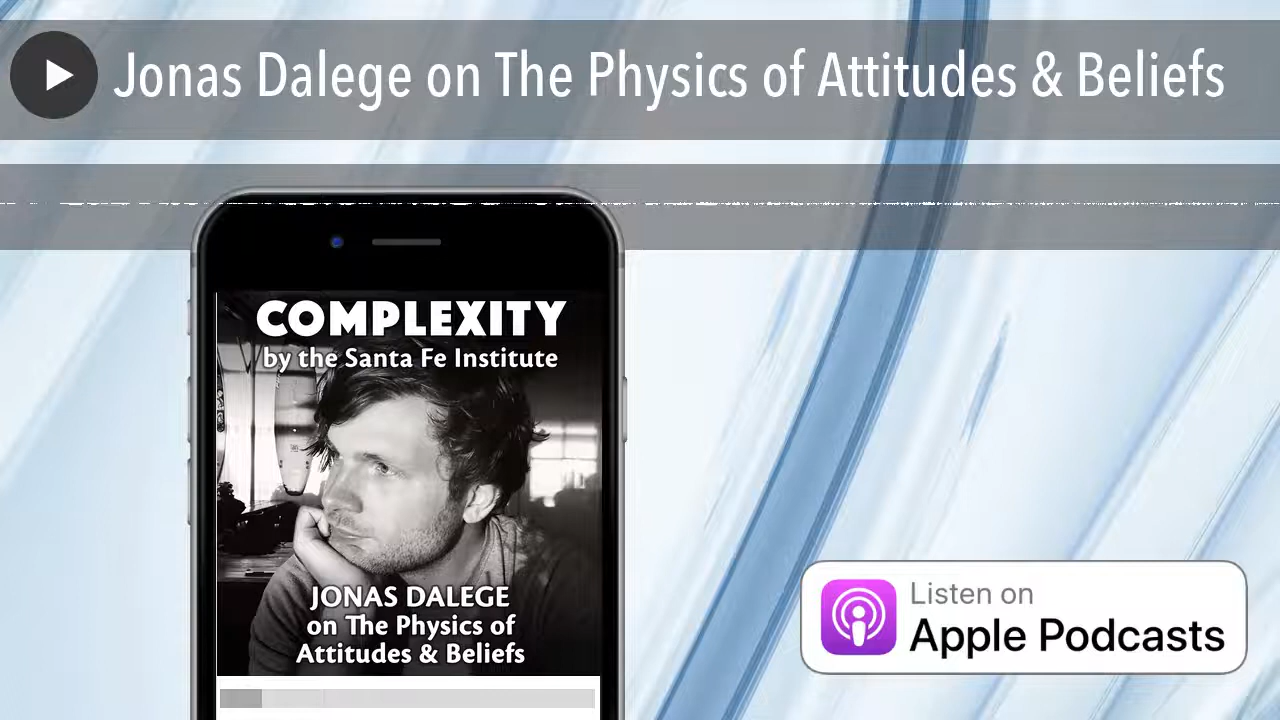 Jonas Dalege on The Physics of Attitudes & Beliefs
COMPLEXITY
by the Santa Fe Institute
JONAS DALEGE
on The Physics of
Attitudes & Beliefs
Listen on
Apple Podcasts